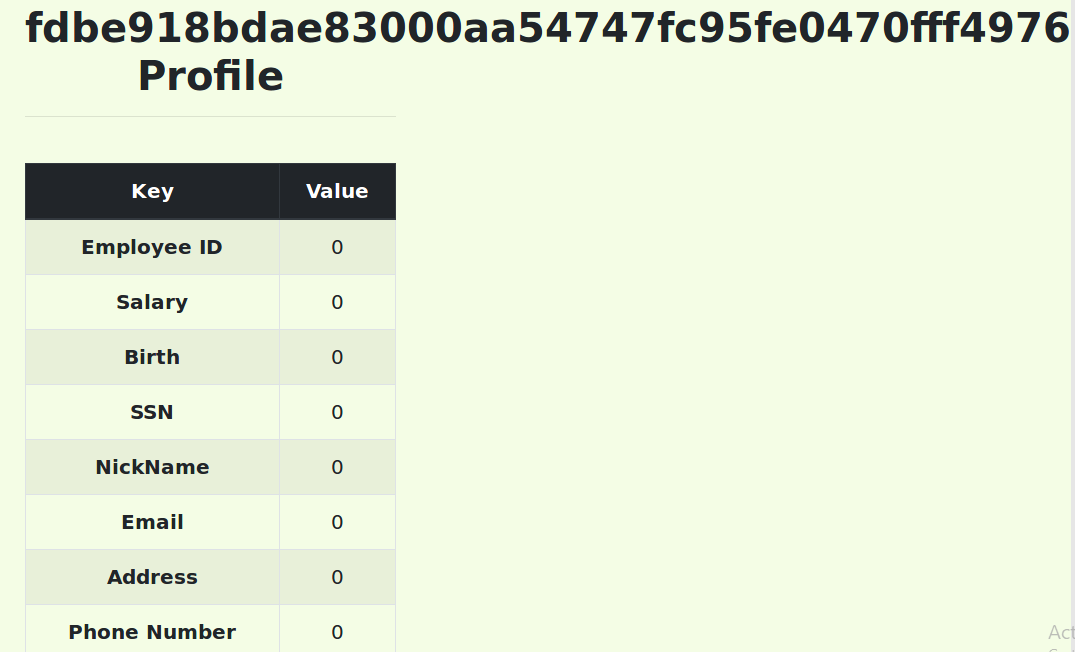 fdbe918bdae83000aa54747fc95fe0470fff4976
Profile
Key Value
Employee ID 0
Salary 0
Birth 0
SSN 0
NickName 0
Email 0
Address 0
Phone Number 0
Act